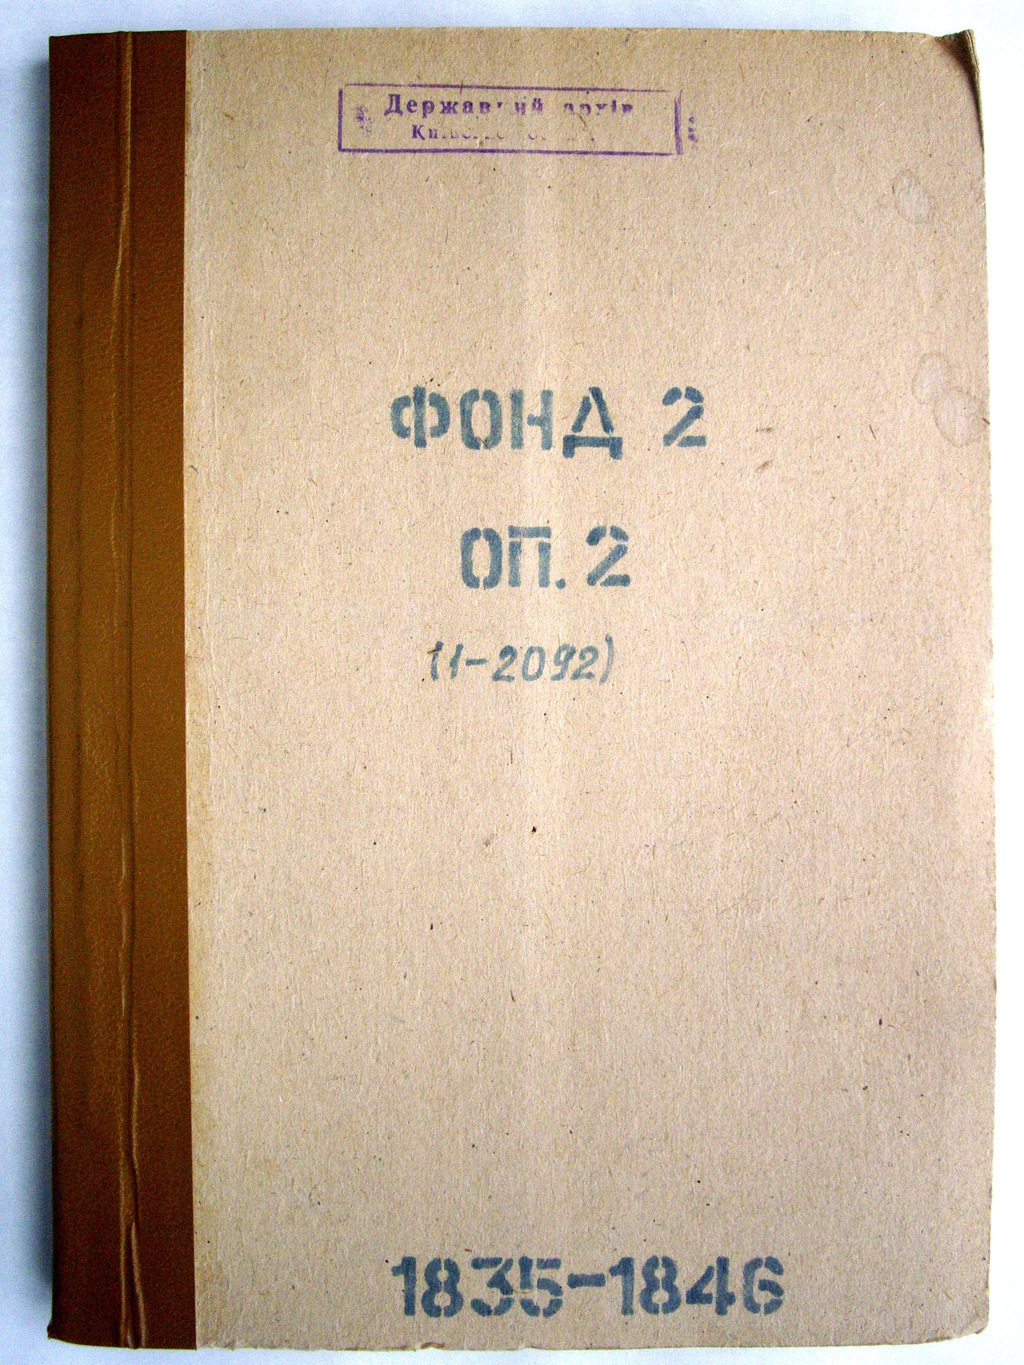 Державний архів
ФОНД 2
ОП. 2
(1-2092)
1835-1846